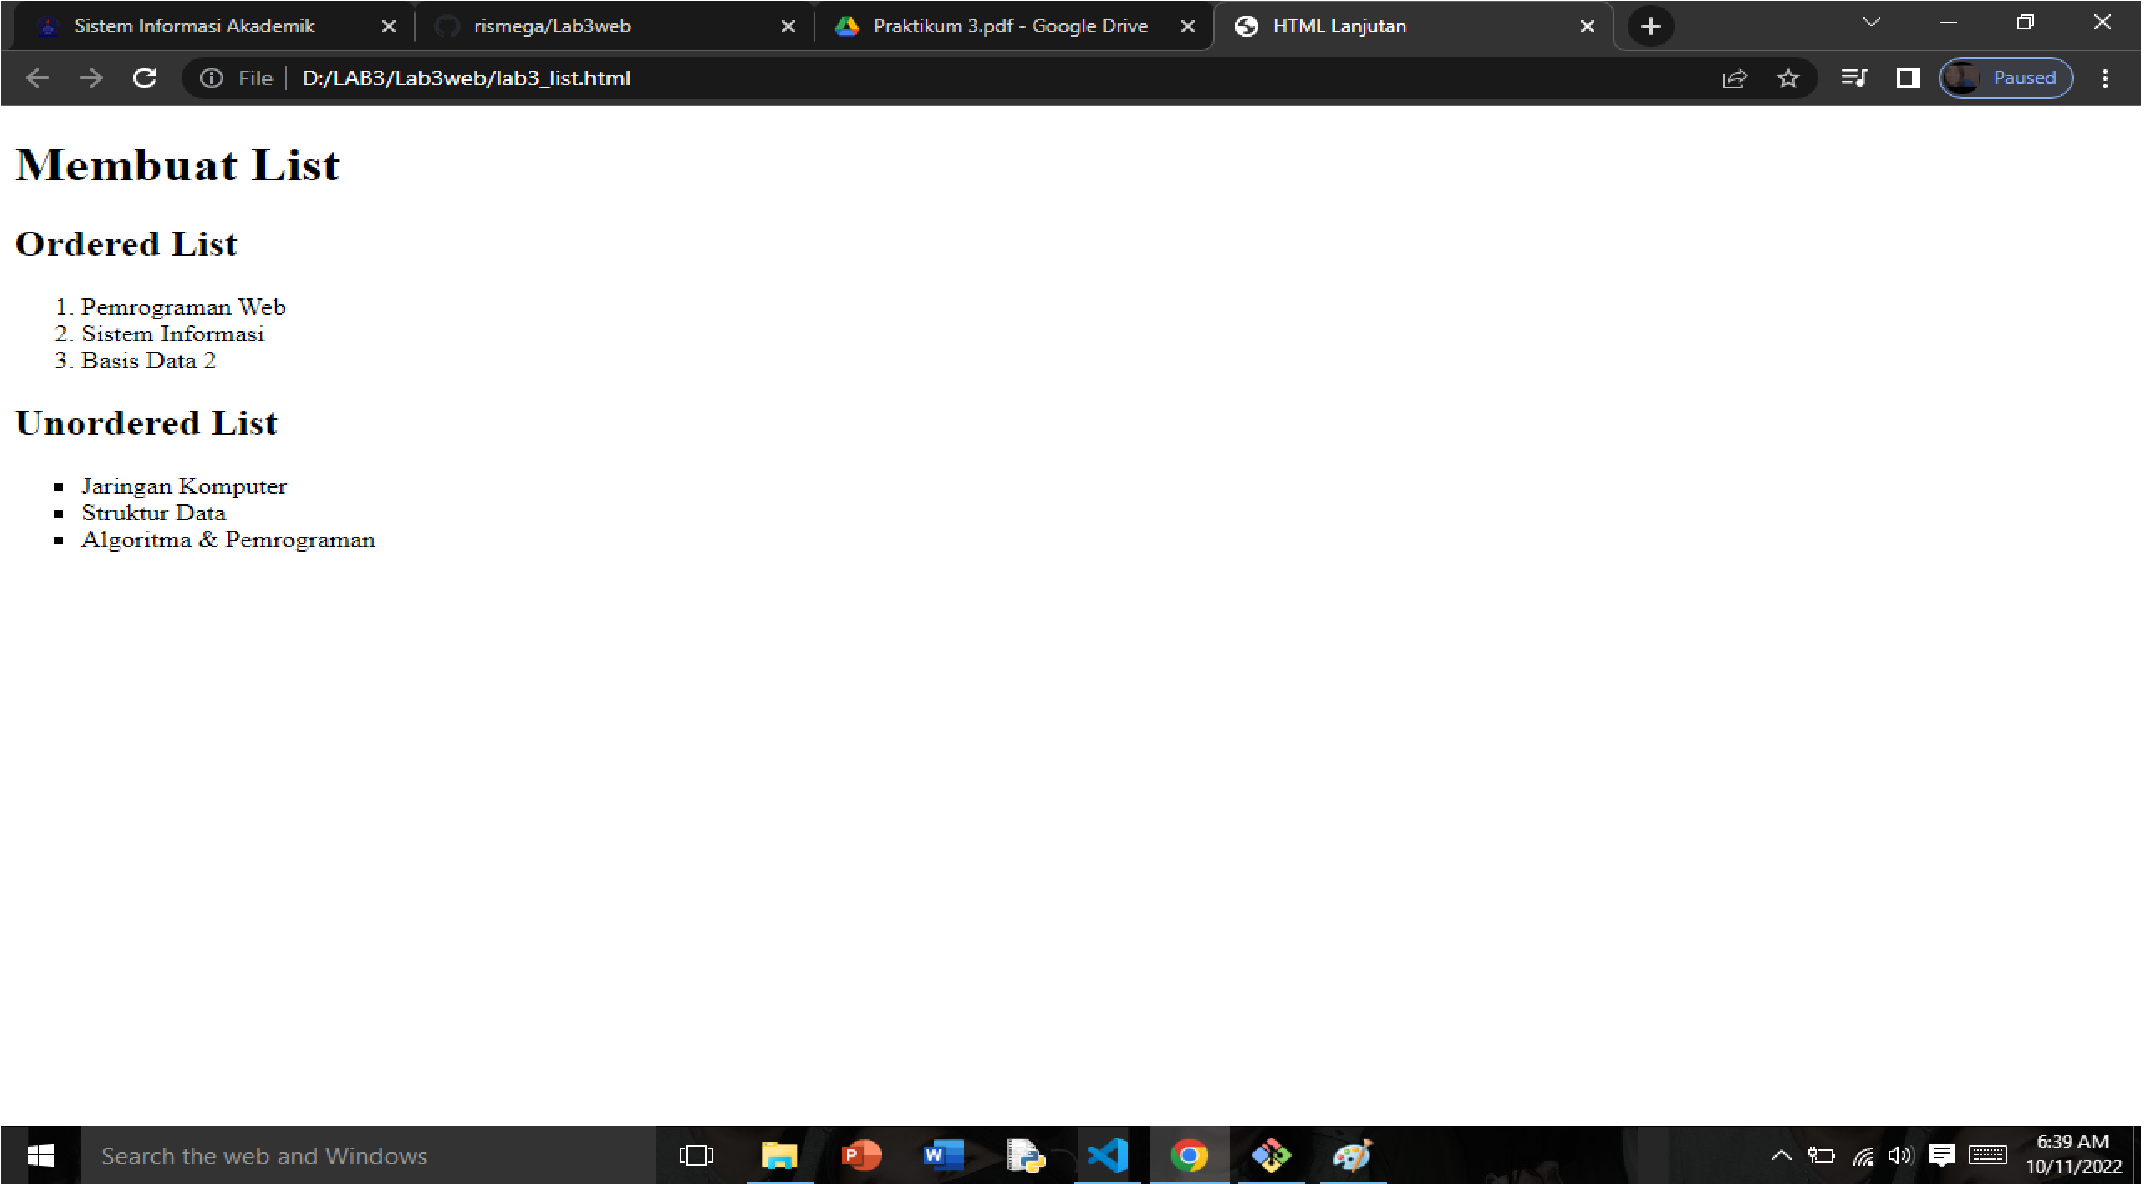 Sistem Informasi Akademik
rismega/Lab3web
Praktikum 3.pdf - Google Drive
HTML Lanjutan
File
D:/LAB3/Lab3web/lab3_list.html
Paused
Membuat List
Ordered List
1. Pemrograman Web
2. Sistem Informasi
3. Basis Data 2
Unordered List
Jaringan Komputer
Struktur Data
Algoritma & Pemrograman
Search the web and Windows
6:39 AM
10/11/2022